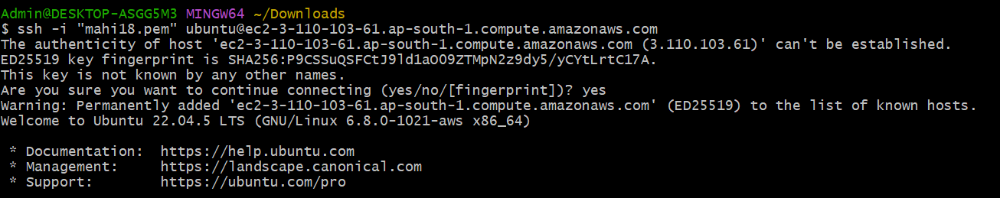 Admin@DESKTOP-ASGG5M3 MINGW64 ~/Downloads
$ ssh -i "mahi18.pem" ubuntu@ec2-3-110-103-61.ap-south-1.compute.amazonaws.com
The authenticity of host 'ec2-3-110-103-61.ap-south-1.compute.amazonaws.com (3.110.103.61)' can't be established.
ED25519 key fingerprint is SHA256:P9CSSuQSFCtJ9ld1aOO9ZTMpN2z9dy5/yCYtLrtC17A.
This key is not known by any other names.
Are you sure you want to continue connecting (yes/no/[fingerprint])? yes
Warning: Permanently added 'ec2-3-110-103-61.ap-south-1.compute.amazonaws.com' (ED25519) to the list of known hosts.
Welcome to Ubuntu 22.04.5 LTS (GNU/Linux 6.8.0-1021-aws x86_64)
* Documentation: https://help.ubuntu.com
* Management: https://landscape.canonical.com
* Support: https://ubuntu.com/pro